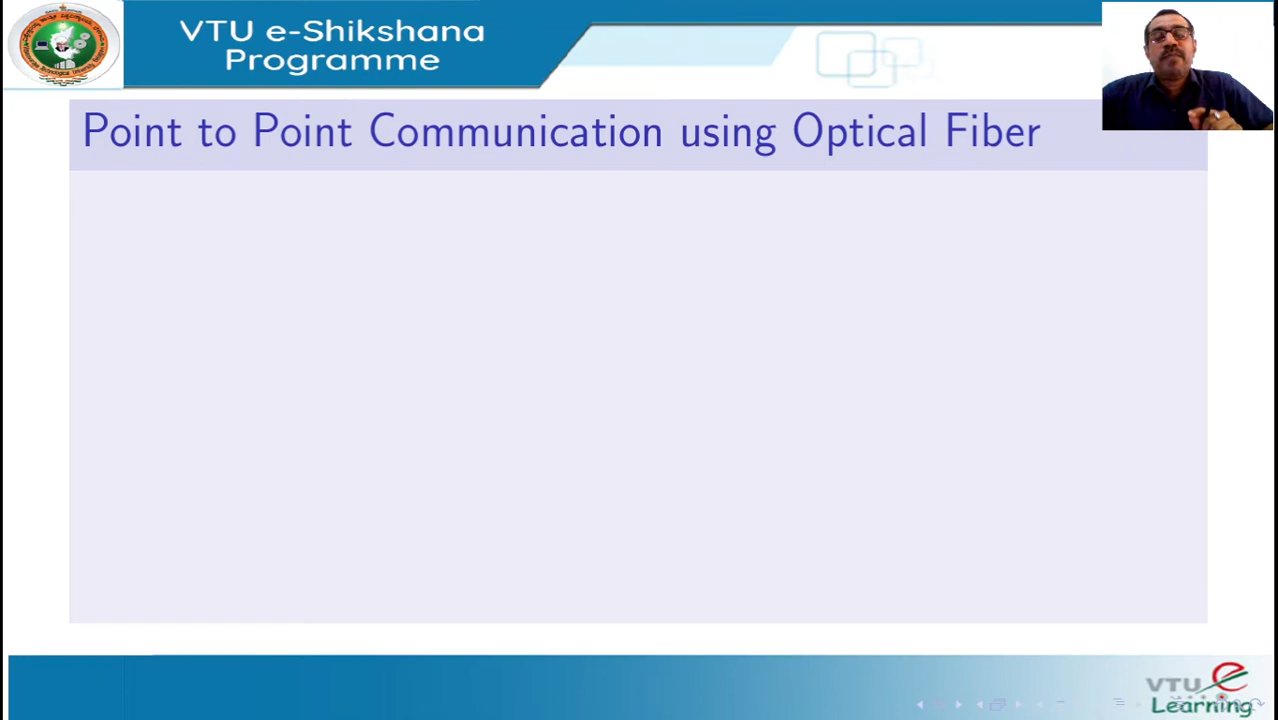 VTU e-Shikshana
Programme
Point to Point Communication using Optical Fiber
VTU e
Learning